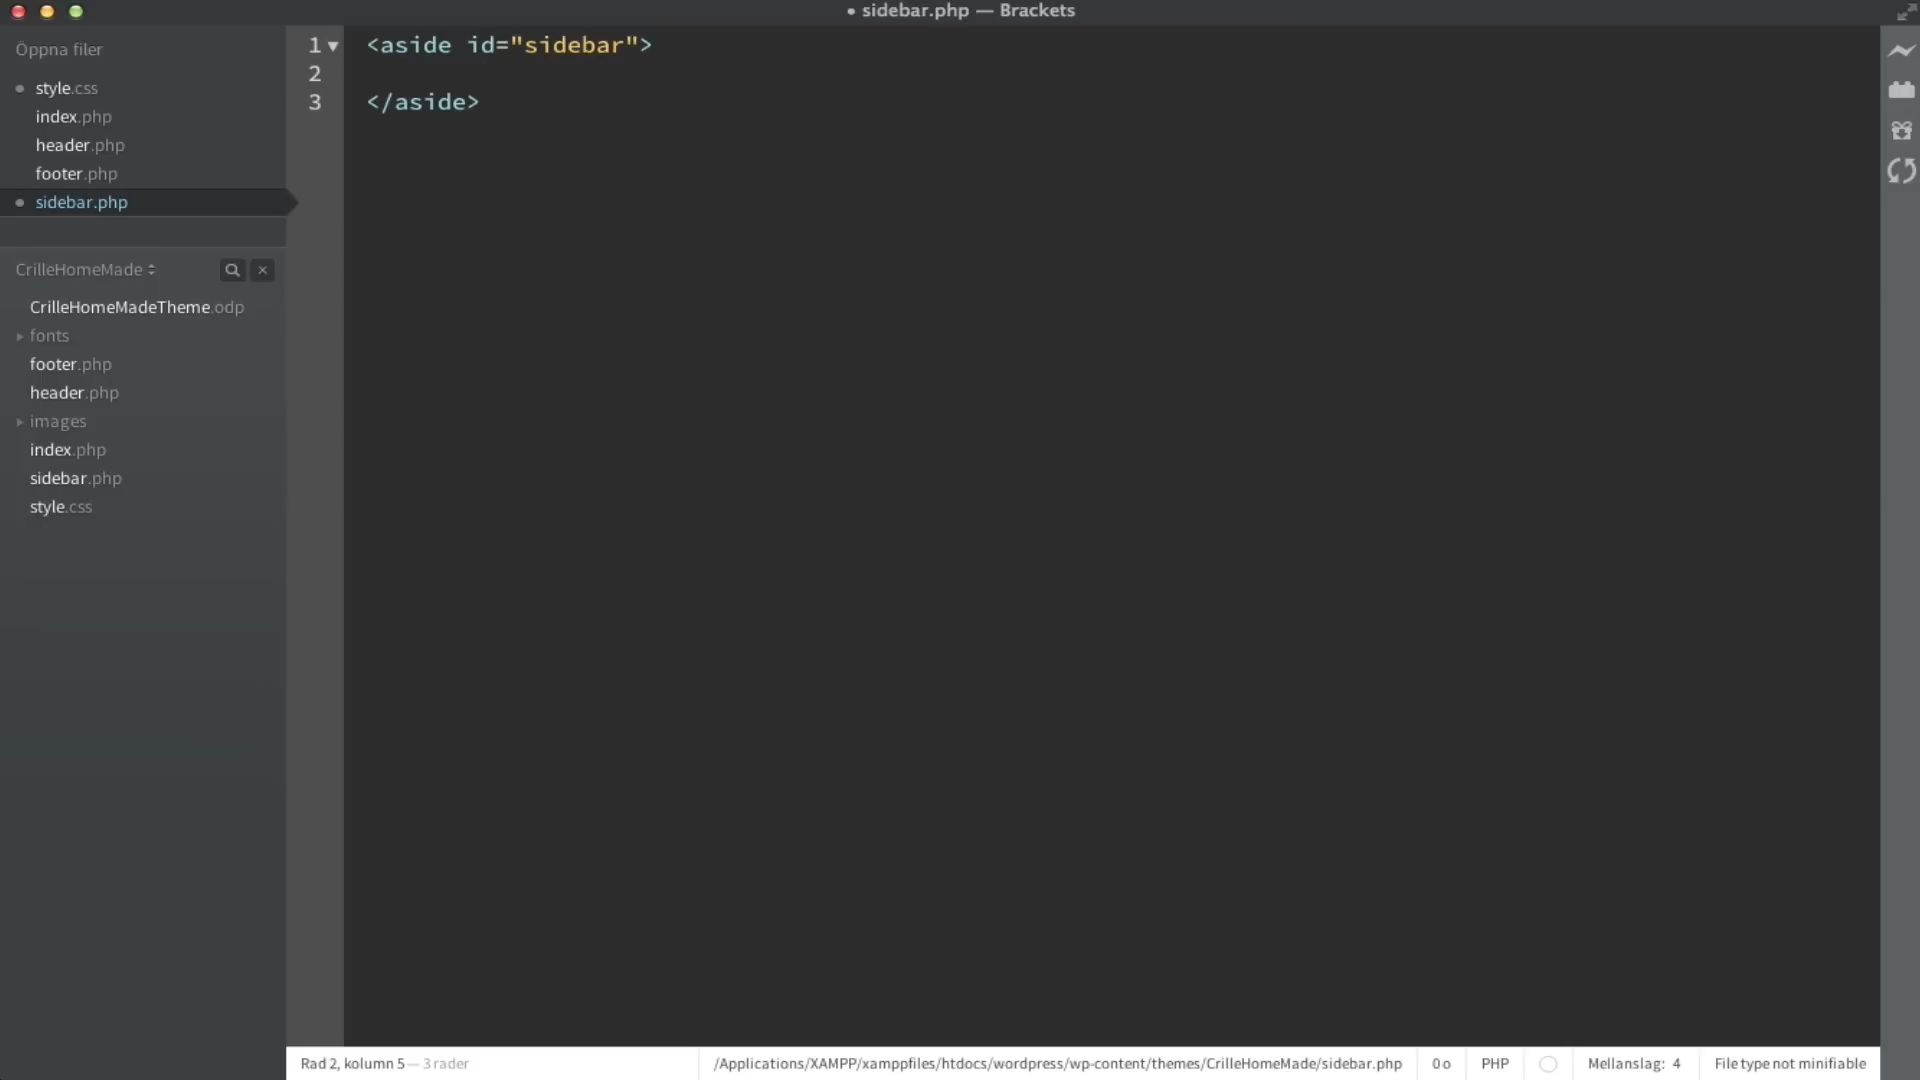 • sidebar.php — Brackets
Öppna filer
style.css
index.php
header.php
footer.php
sidebar.php
CrilleHomeMade
CrilleHomeMadeTheme.odp
fonts
footer.php
header.php
images
index.php
sidebar.php
style.css
1 <aside id="sidebar">
2
3 </aside>
Rad 2, kolumn 5 — 3 rader
/Applications/XAMPP/xamppfiles/htdocs/wordpress/wp-content/themes/CrilleHomeMade/sidebar.php
0 o
PHP
Mellanslag: 4
File type not minifiable